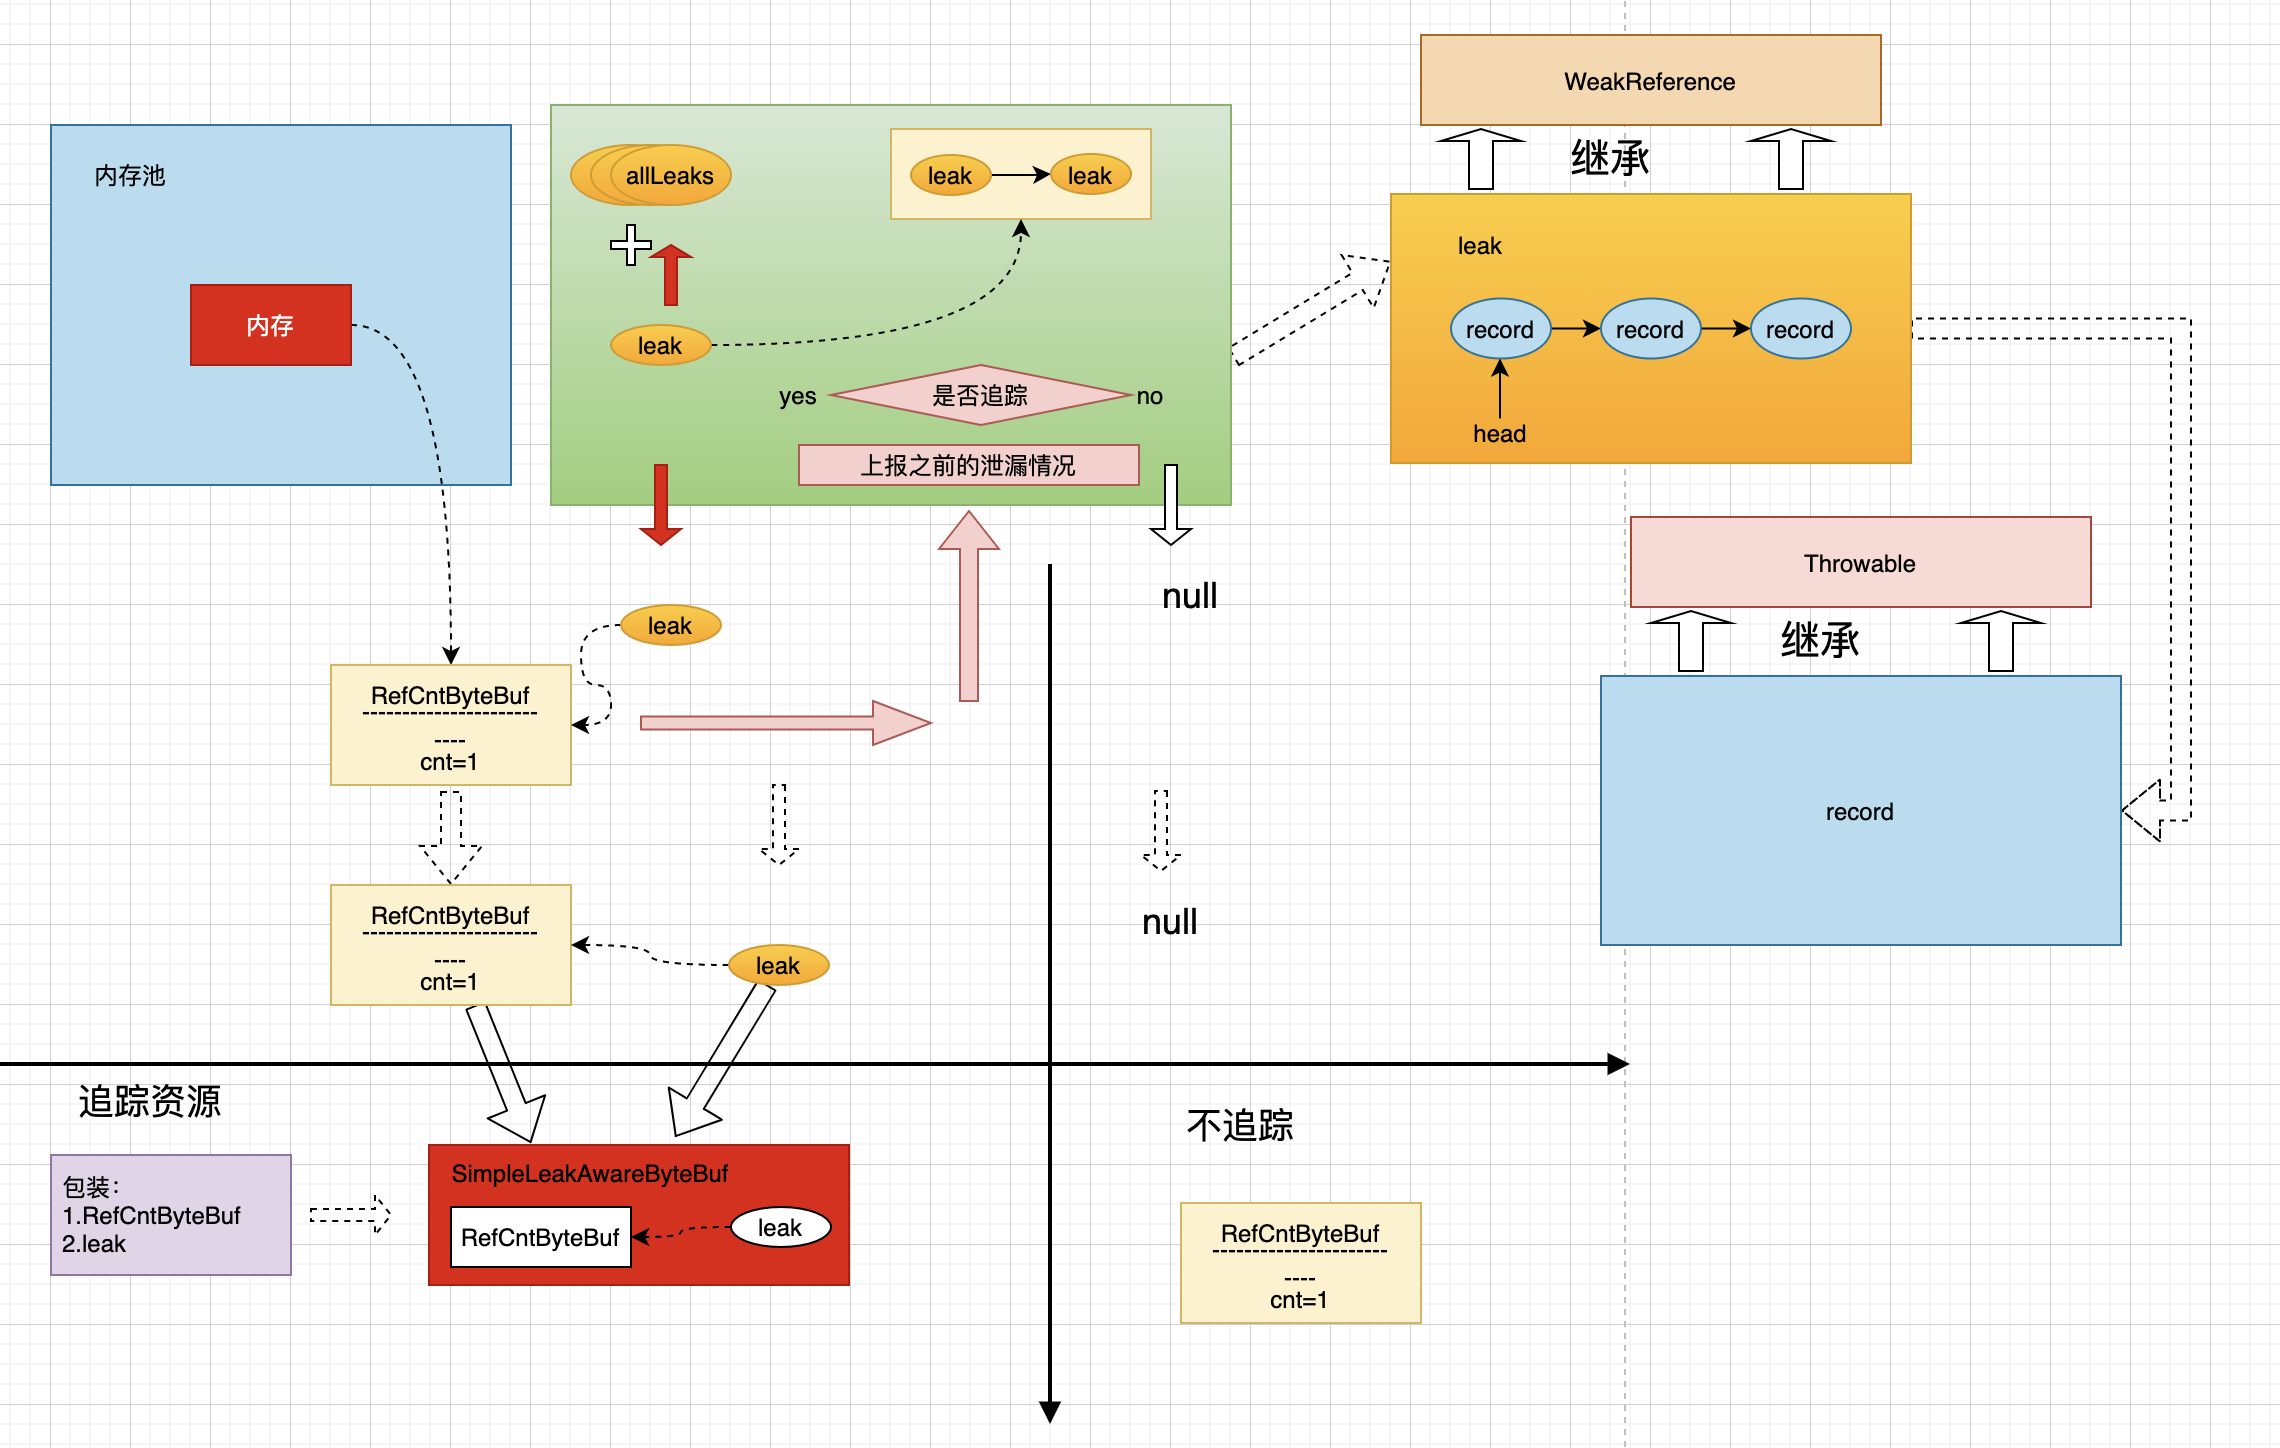 WeakReference
继承
内存池
allLeaks
leak
leak
内存
leak
yes
是否追踪
no
上报之前的泄漏情况
leak
record
record
record
head
null
Throwable
继承
leak
RefCntByteBuf
----
cnt=1
record
RefCntByteBuf
----
cnt=1
leak
null
追踪资源
不追踪
包装：
1.RefCntByteBuf
2.leak
SimpleLeakAwareByteBuf
RefCntByteBuf
leak
RefCntByteBuf
----
cnt=1